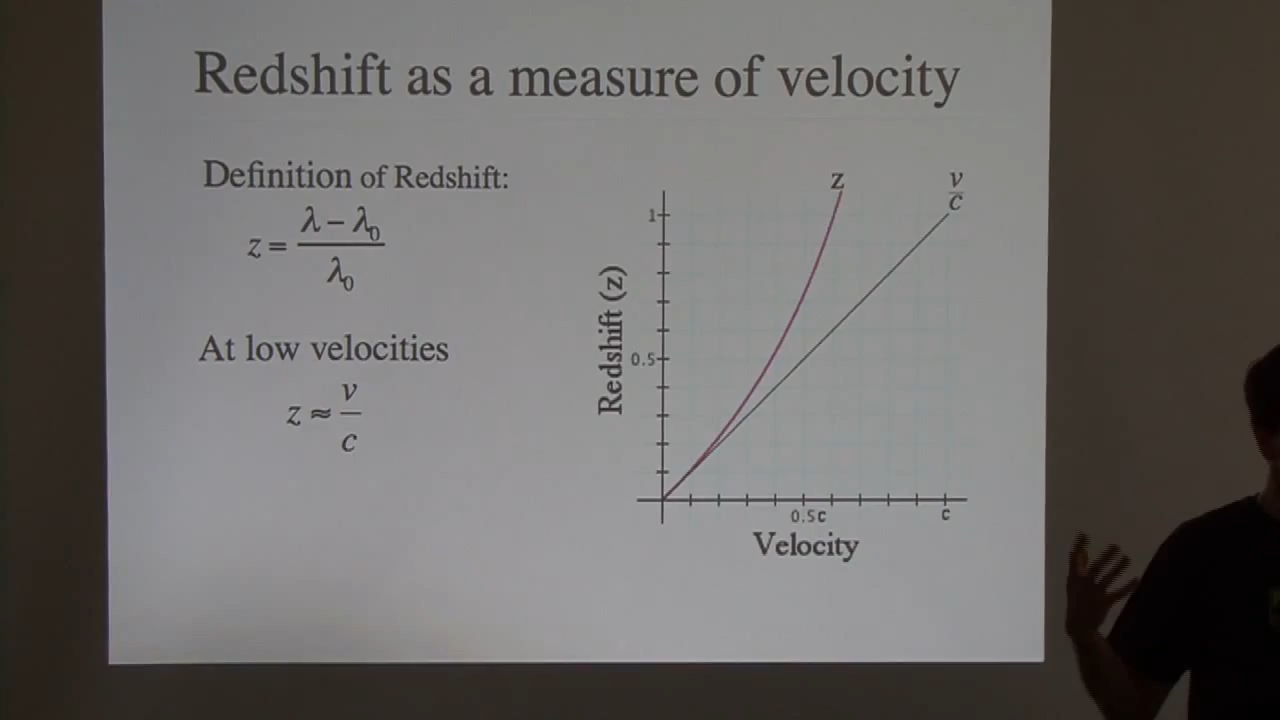 Redshift as a measure of velocity
Definition of Redshift:
z = λ − λ₀ / λ₀
At low velocities
z ≈ v / c
Redshift (z)
1
0.5
z
v / c
0.5c
c
Velocity